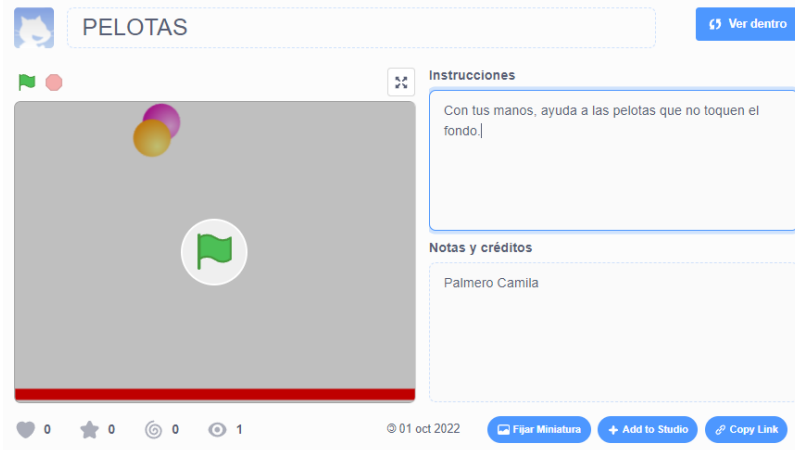 PELOTAS
Ver dentro
Instrucciones
Con tus manos, ayuda a las pelotas que no toquen el
fondo.
Notas y créditos
Palmero Camila
0
0
0
1
© 01 oct 2022
Fijar Miniatura
+ Add to Studio
Copy Link